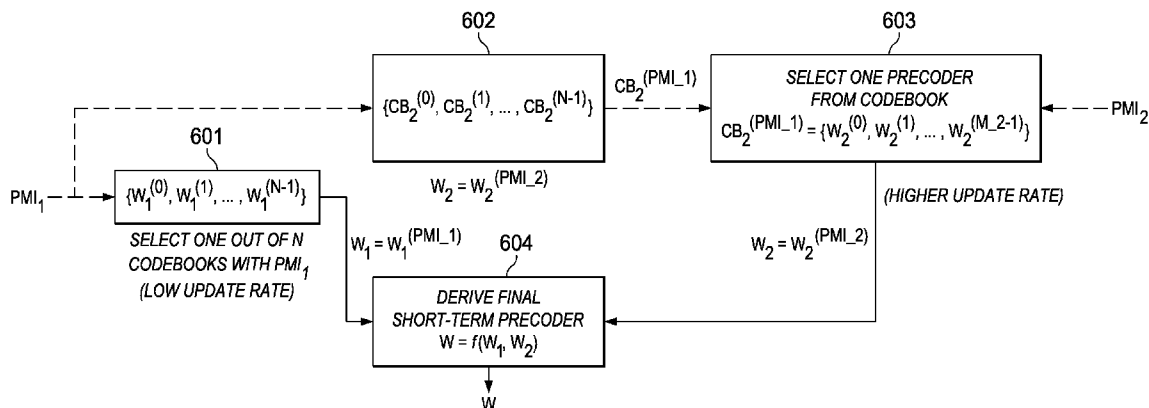 602
{CB₂⁽⁰⁾, CB₂⁽¹⁾, ... , CB₂⁽ᴺ⁻¹⁾}
W₂ = W₂^(PMI_2)
CB₂^(PMI_1)
603
SELECT ONE PRECODER
FROM CODEBOOK
CB₂^(PMI_1) = {W₂⁽⁰⁾, W₂⁽¹⁾, ... , W₂^(M_2-1)}
PMI₂
(HIGHER UPDATE RATE)
W₂ = W₂^(PMI_2)
601
PMI₁
{W₁⁽⁰⁾, W₁⁽¹⁾, ... , W₁⁽ᴺ⁻¹⁾}
SELECT ONE OUT OF N
CODEBOOKS WITH PMI₁
(LOW UPDATE RATE)
W₁ = W₁^(PMI_1)
604
DERIVE FINAL
SHORT-TERM PRECODER
W = f(W₁, W₂)
W